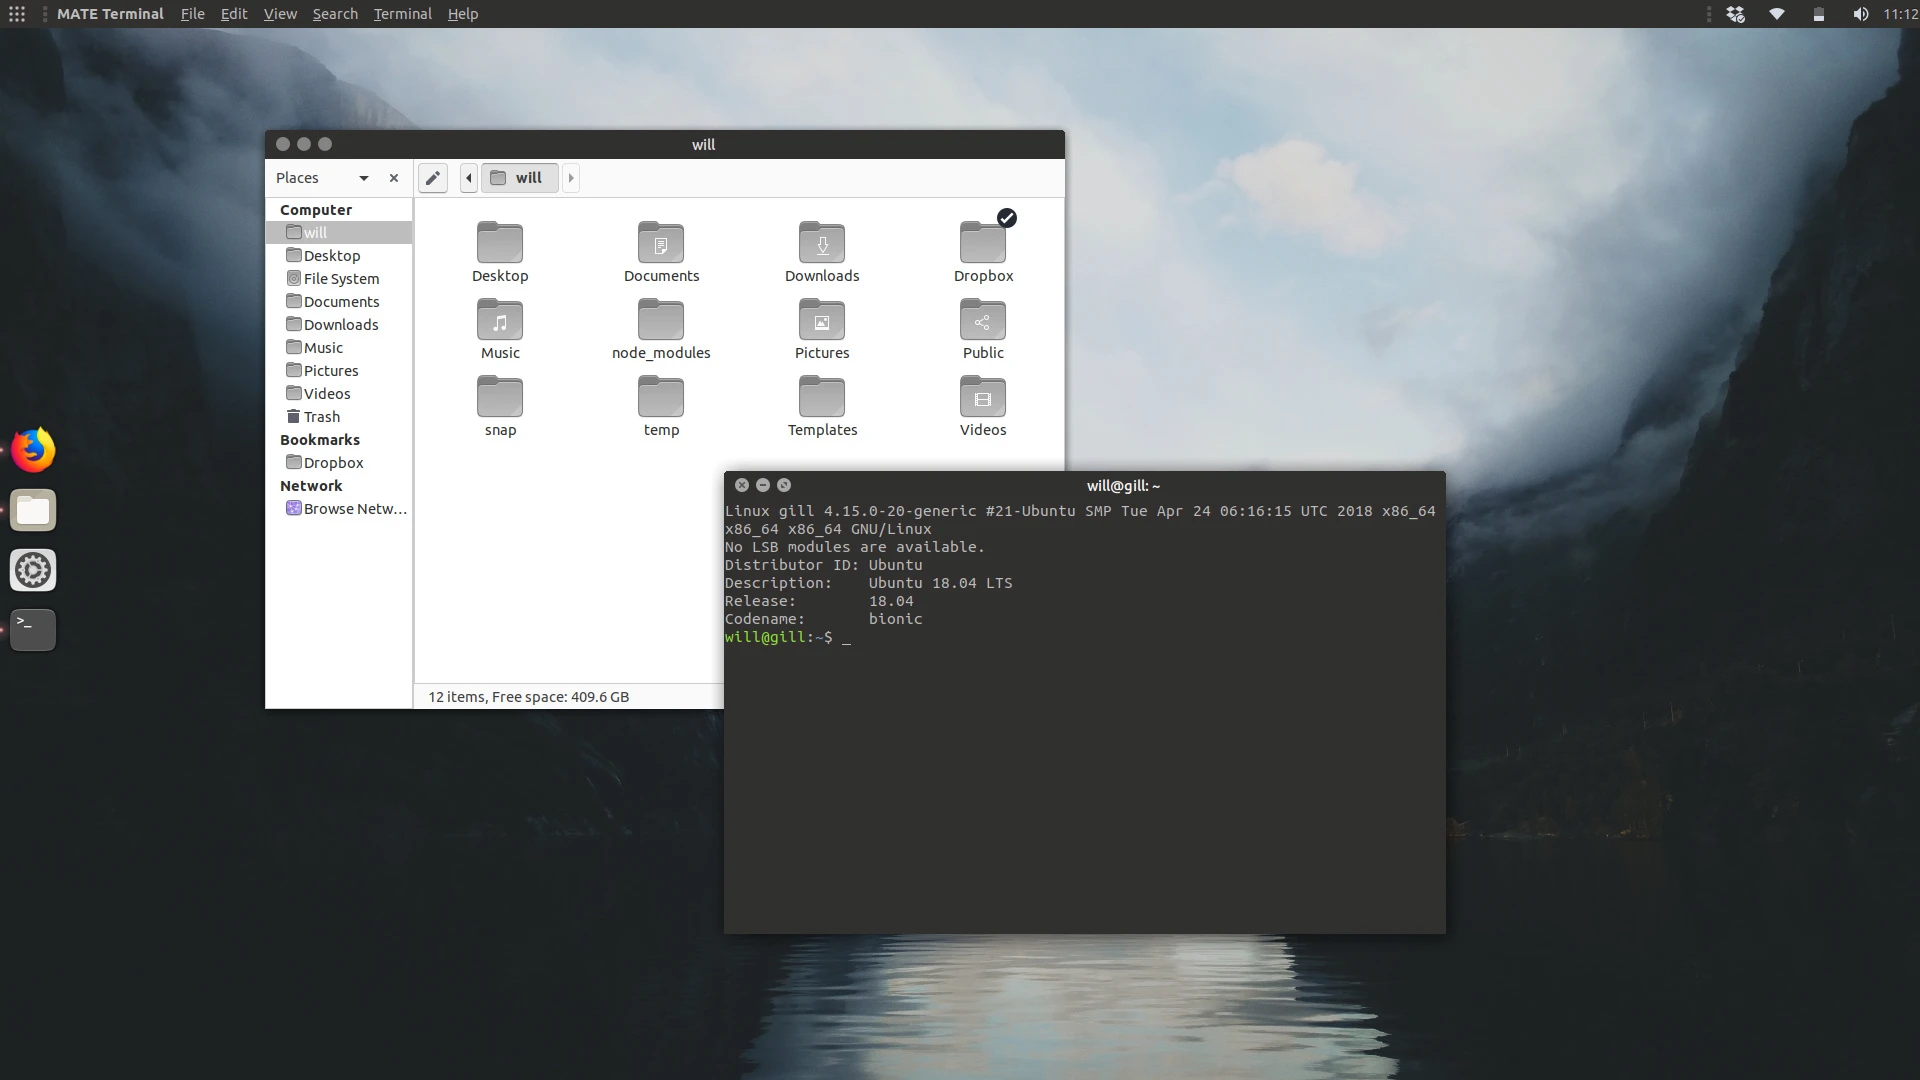 MATE Terminal File Edit View Search Terminal Help 11:12
will
Places
will
Computer
will
Desktop
File System
Documents
Downloads
Music
Pictures
Videos
Trash
Bookmarks
Dropbox
Network
Browse Netw...
Desktop Documents Downloads Dropbox
Music node_modules Pictures Public
snap temp Templates Videos
12 items, Free space: 409.6 GB
>_
will@gill: ~
Linux gill 4.15.0-20-generic #21-Ubuntu SMP Tue Apr 24 06:16:15 UTC 2018 x86_64
x86_64 x86_64 GNU/Linux
No LSB modules are available.
Distributor ID: Ubuntu
Description: Ubuntu 18.04 LTS
Release: 18.04
Codename: bionic
will@gill:~$ _